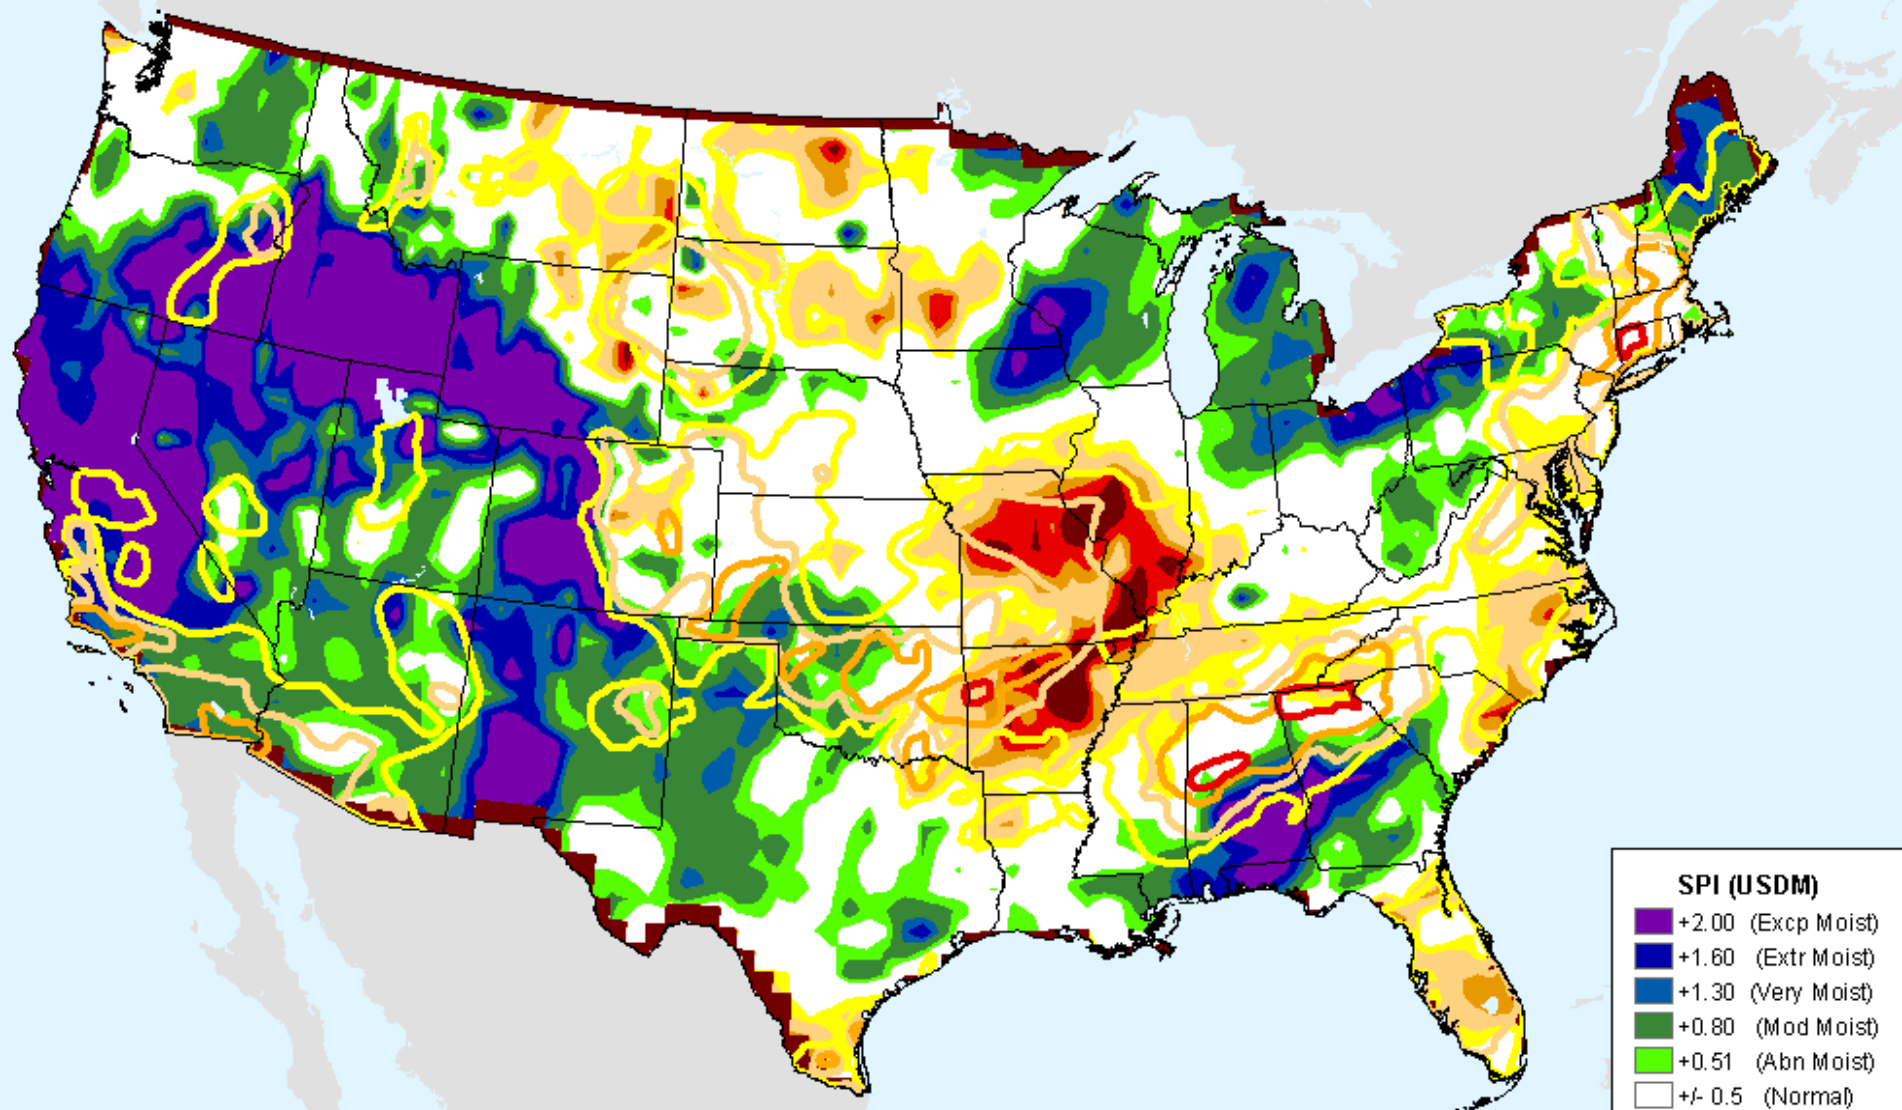 SPI (USDM)
+2.00 (Excp Moist)
+1.60 (Extr Moist)
+1.30 (Very Moist)
+0.80 (Mod Moist)
+0.51 (Abn Moist)
+/- 0.5 (Normal)